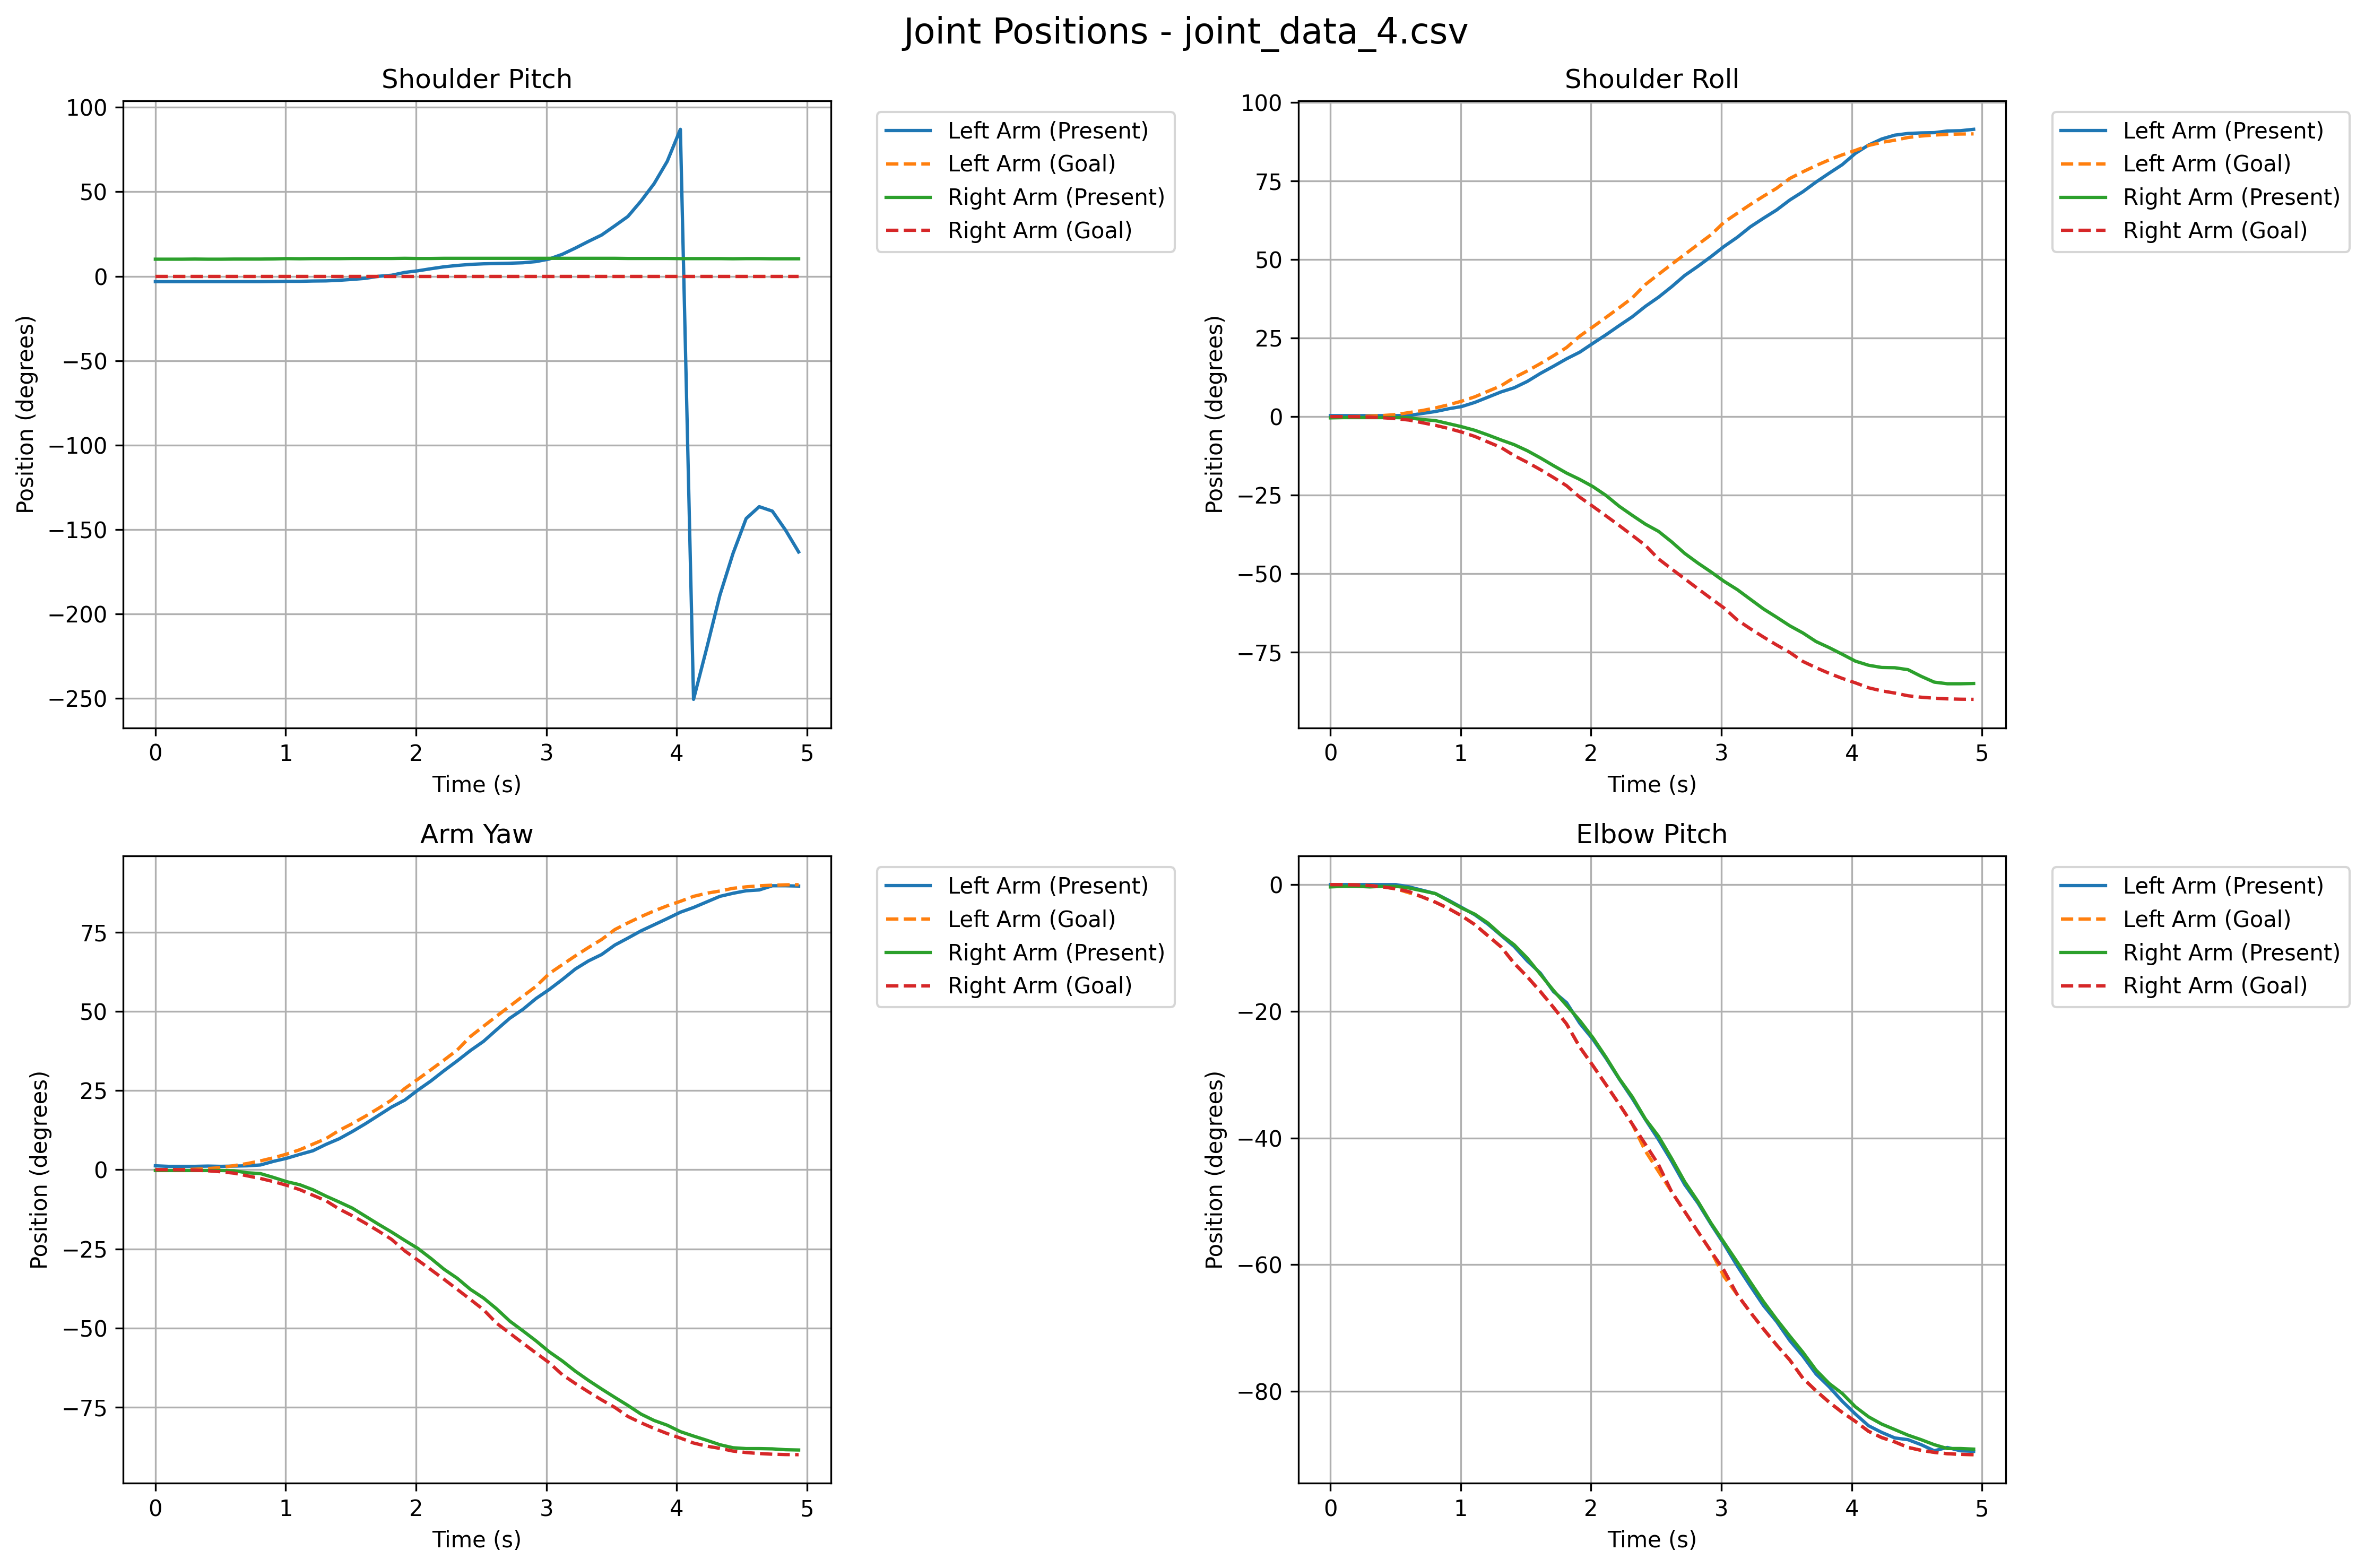 Joint Positions - joint_data_4.csv
Shoulder Pitch
100
50
0
−50
−100
−150
−200
−250
Position (degrees)
0 1 2 3 4 5
Time (s)
Left Arm (Present)
Left Arm (Goal)
Right Arm (Present)
Right Arm (Goal)
Shoulder Roll
100
75
50
25
0
−25
−50
−75
Position (degrees)
0 1 2 3 4 5
Time (s)
Left Arm (Present)
Left Arm (Goal)
Right Arm (Present)
Right Arm (Goal)
Arm Yaw
75
50
25
0
−25
−50
−75
Position (degrees)
0 1 2 3 4 5
Time (s)
Left Arm (Present)
Left Arm (Goal)
Right Arm (Present)
Right Arm (Goal)
Elbow Pitch
0
−20
−40
−60
−80
Position (degrees)
0 1 2 3 4 5
Time (s)
Left Arm (Present)
Left Arm (Goal)
Right Arm (Present)
Right Arm (Goal)